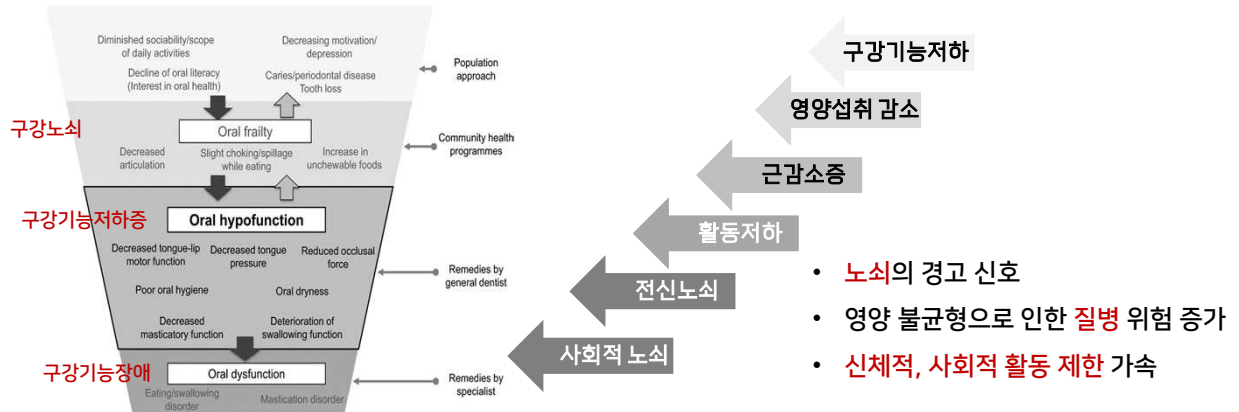 Diminished sociability/scope
of daily activities
Decreasing motivation/
depression
Decline of oral literacy
(Interest in oral health)
Caries/periodontal disease
Tooth loss
Population
approach
구강노쇠
Oral frailty
Decreased
articulation
Slight choking/spillage
while eating
Increase in
unchewable foods
Community health
programmes
구강기능저하증
Oral hypofunction
Decreased tongue-lip
motor function
Decreased tongue
pressure
Reduced occlusal
force
Poor oral hygiene
Oral dryness
Decreased
masticatory function
Deterioration of
swallowing function
Remedies by
general dentist
구강기능장애
Oral dysfunction
Eating/swallowing
disorder
Mastication disorder
Remedies by
specialist
구강기능저하
영양섭취 감소
근감소증
활동저하
전신노쇠
사회적 노쇠
• 노쇠의 경고 신호
• 영양 불균형으로 인한 질병 위험 증가
• 신체적, 사회적 활동 제한 가속